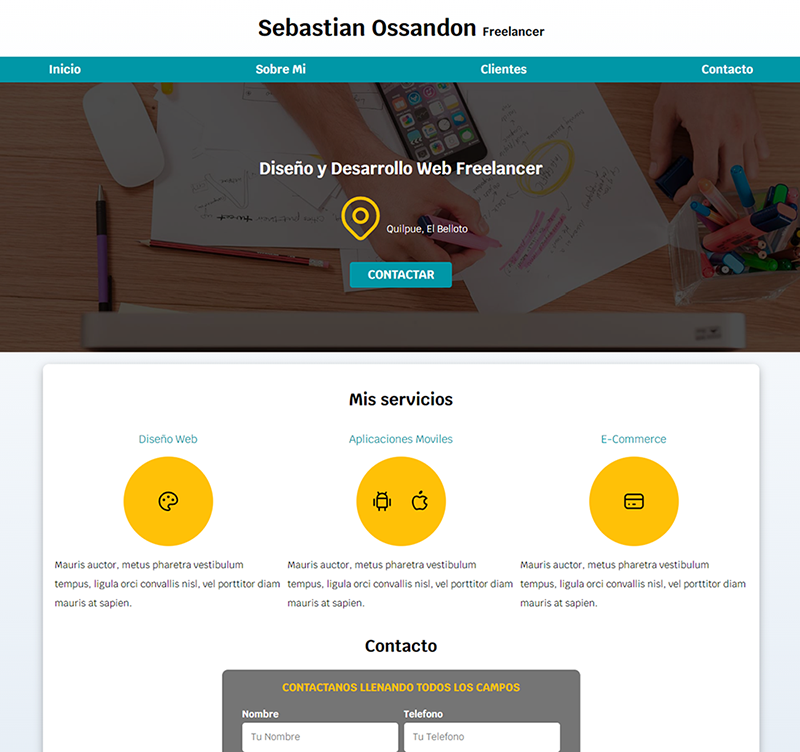 Sebastian Ossandon Freelancer
Inicio Sobre Mi Clientes Contacto
Diseño y Desarrollo Web Freelancer
Quilpue, El Belloto
CONTACTAR
Mis servicios
Diseño Web
Aplicaciones Moviles
E-Commerce
Mauris auctor, metus pharetra vestibulum
tempus, ligula orci convallis nisl, vel porttitor diam
mauris at sapien.
Mauris auctor, metus pharetra vestibulum
tempus, ligula orci convallis nisl, vel porttitor diam
mauris at sapien.
Mauris auctor, metus pharetra vestibulum
tempus, ligula orci convallis nisl, vel porttitor diam
mauris at sapien.
Contacto
CONTACTANOS LLENANDO TODOS LOS CAMPOS
Nombre Telefono
Tu Nombre Tu Telefono